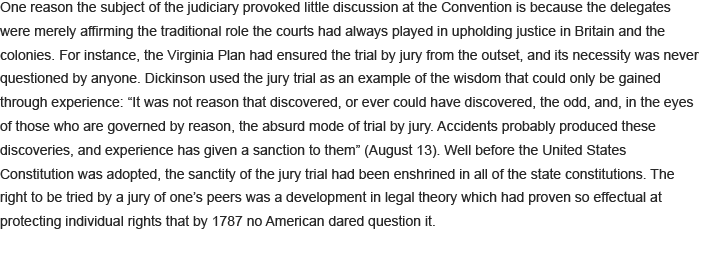 One reason the subject of the judiciary provoked little discussion at the Convention is because the delegates
were merely affirming the traditional role the courts had always played in upholding justice in Britain and the
colonies. For instance, the Virginia Plan had ensured the trial by jury from the outset, and its necessity was never
questioned by anyone. Dickinson used the jury trial as an example of the wisdom that could only be gained
through experience: “It was not reason that discovered, or ever could have discovered, the odd, and, in the eyes
of those who are governed by reason, the absurd mode of trial by jury. Accidents probably produced these
discoveries, and experience has given a sanction to them” (August 13). Well before the United States
Constitution was adopted, the sanctity of the jury trial had been enshrined in all of the state constitutions. The
right to be tried by a jury of one’s peers was a development in legal theory which had proven so effectual at
protecting individual rights that by 1787 no American dared question it.